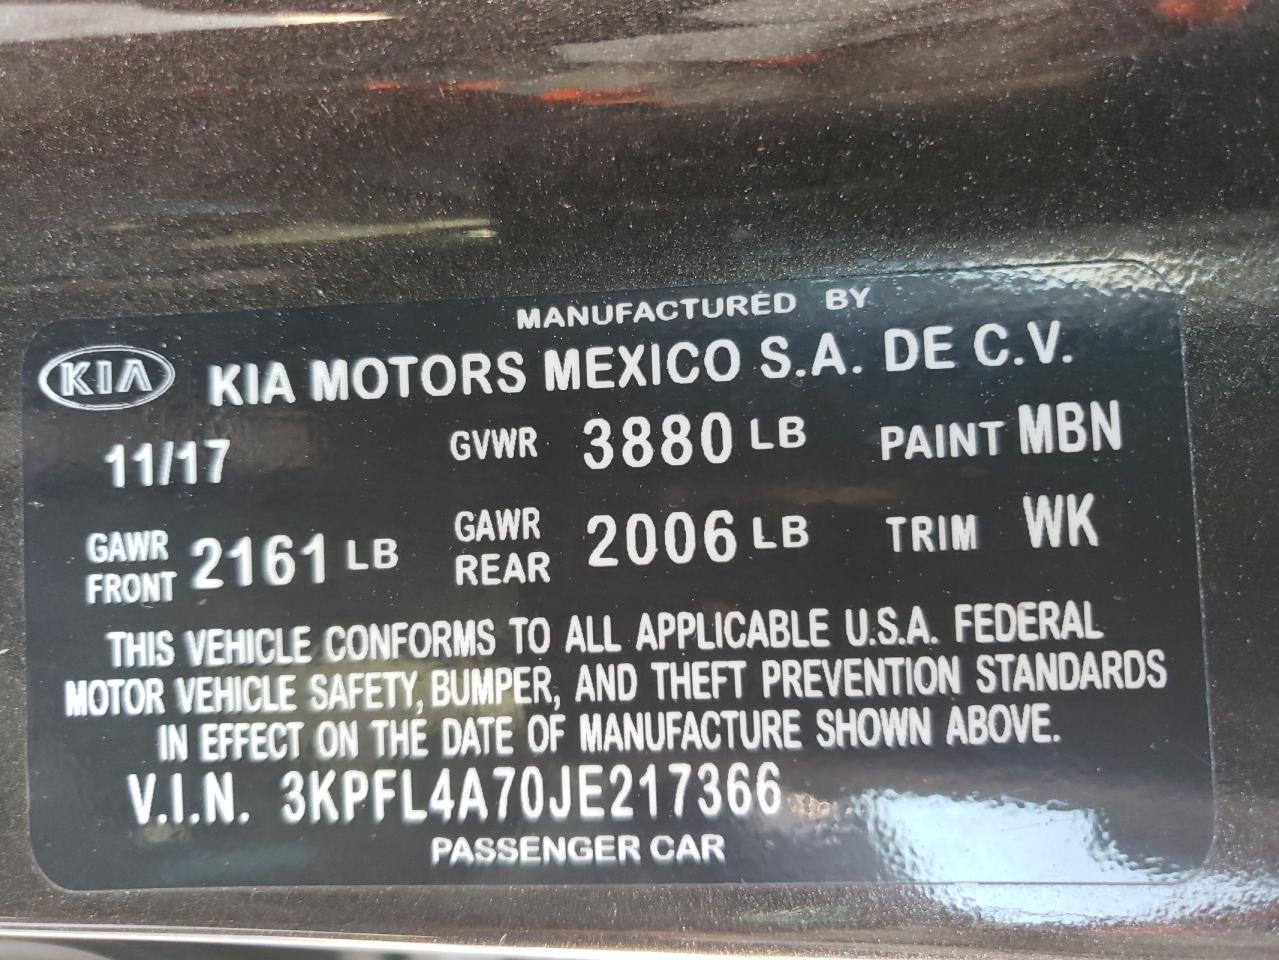 MANUFACTURED BY
KIA KIA MOTORS MEXICO S.A. DE C.V.
11/17 GVWR 3880 LB PAINT MBN
GAWR FRONT 2161 LB GAWR REAR 2006 LB TRIM WK
THIS VEHICLE CONFORMS TO ALL APPLICABLE U.S.A. FEDERAL
MOTOR VEHICLE SAFETY, BUMPER, AND THEFT PREVENTION STANDARDS
IN EFFECT ON THE DATE OF MANUFACTURE SHOWN ABOVE.
V.I.N. 3KPFL4A70JE217366
PASSENGER CAR